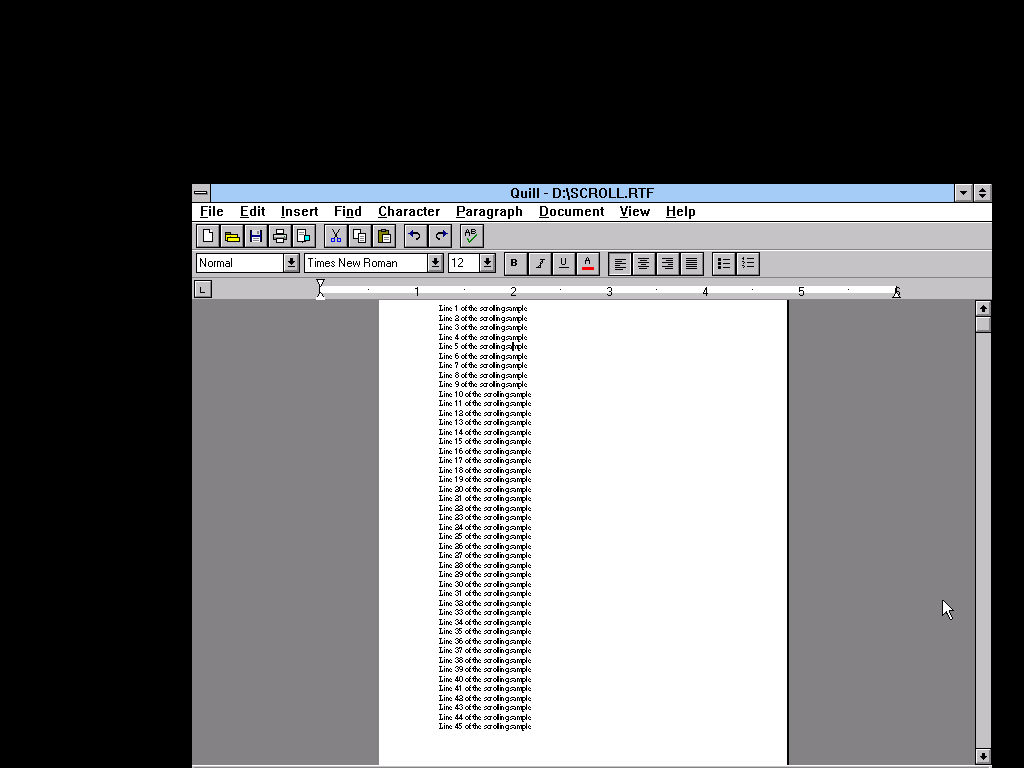 Quill - D:\SCROLL.RTF
File Edit Insert Find Character Paragraph Document View Help
AB
Normal Times New Roman 12 B I U A
L 1 2 3 4 5 6
Line 1 of the scrolling sample
Line 2 of the scrolling sample
Line 3 of the scrolling sample
Line 4 of the scrolling sample
Line 5 of the scrolling sample
Line 6 of the scrolling sample
Line 7 of the scrolling sample
Line 8 of the scrolling sample
Line 9 of the scrolling sample
Line 10 of the scrolling sample
Line 11 of the scrolling sample
Line 12 of the scrolling sample
Line 13 of the scrolling sample
Line 14 of the scrolling sample
Line 15 of the scrolling sample
Line 16 of the scrolling sample
Line 17 of the scrolling sample
Line 18 of the scrolling sample
Line 19 of the scrolling sample
Line 20 of the scrolling sample
Line 21 of the scrolling sample
Line 22 of the scrolling sample
Line 23 of the scrolling sample
Line 24 of the scrolling sample
Line 25 of the scrolling sample
Line 26 of the scrolling sample
Line 27 of the scrolling sample
Line 28 of the scrolling sample
Line 29 of the scrolling sample
Line 30 of the scrolling sample
Line 31 of the scrolling sample
Line 32 of the scrolling sample
Line 33 of the scrolling sample
Line 34 of the scrolling sample
Line 35 of the scrolling sample
Line 36 of the scrolling sample
Line 37 of the scrolling sample
Line 38 of the scrolling sample
Line 39 of the scrolling sample
Line 40 of the scrolling sample
Line 41 of the scrolling sample
Line 42 of the scrolling sample
Line 43 of the scrolling sample
Line 44 of the scrolling sample
Line 45 of the scrolling sample